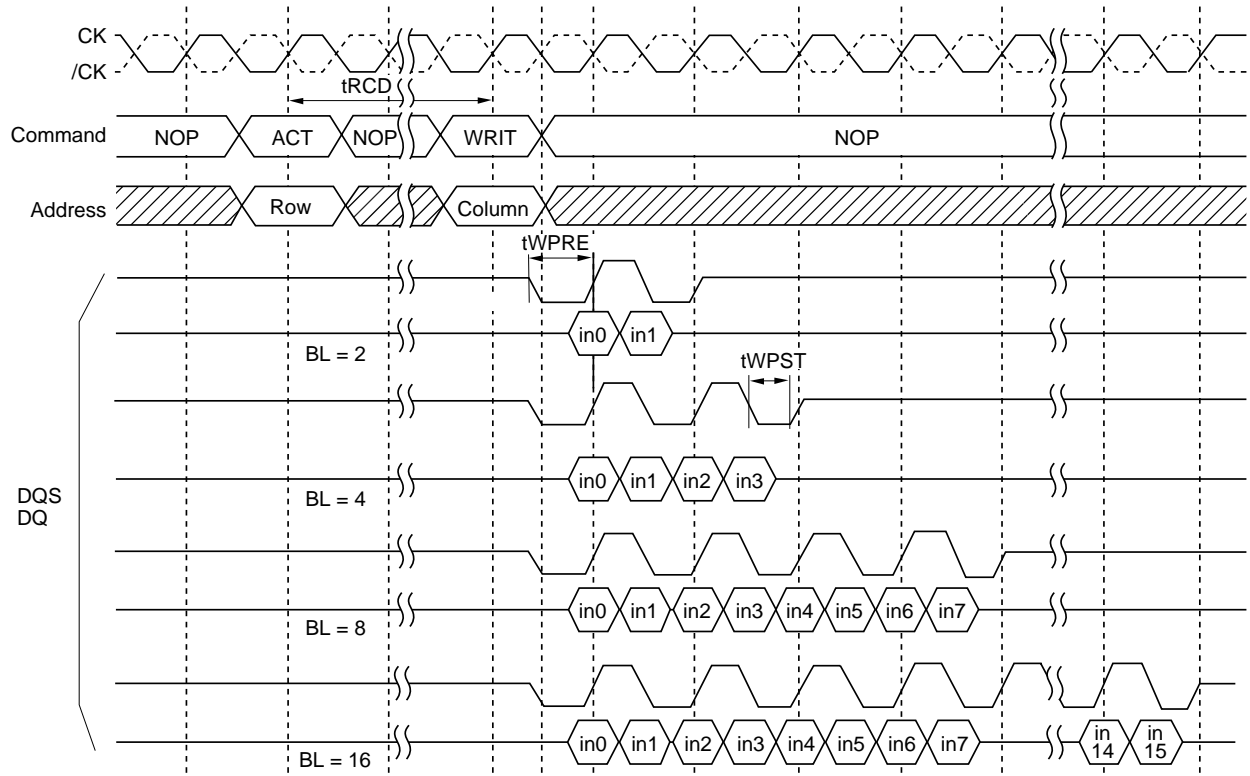 CK
/CK
tRCD
Command NOP ACT NOP WRIT NOP
Address Row Column
tWPRE
in0 in1
BL = 2
tWPST
in0 in1 in2 in3
BL = 4
DQS
DQ
in0 in1 in2 in3 in4 in5 in6 in7
BL = 8
in0 in1 in2 in3 in4 in5 in6 in7 in 14 in 15
BL = 16